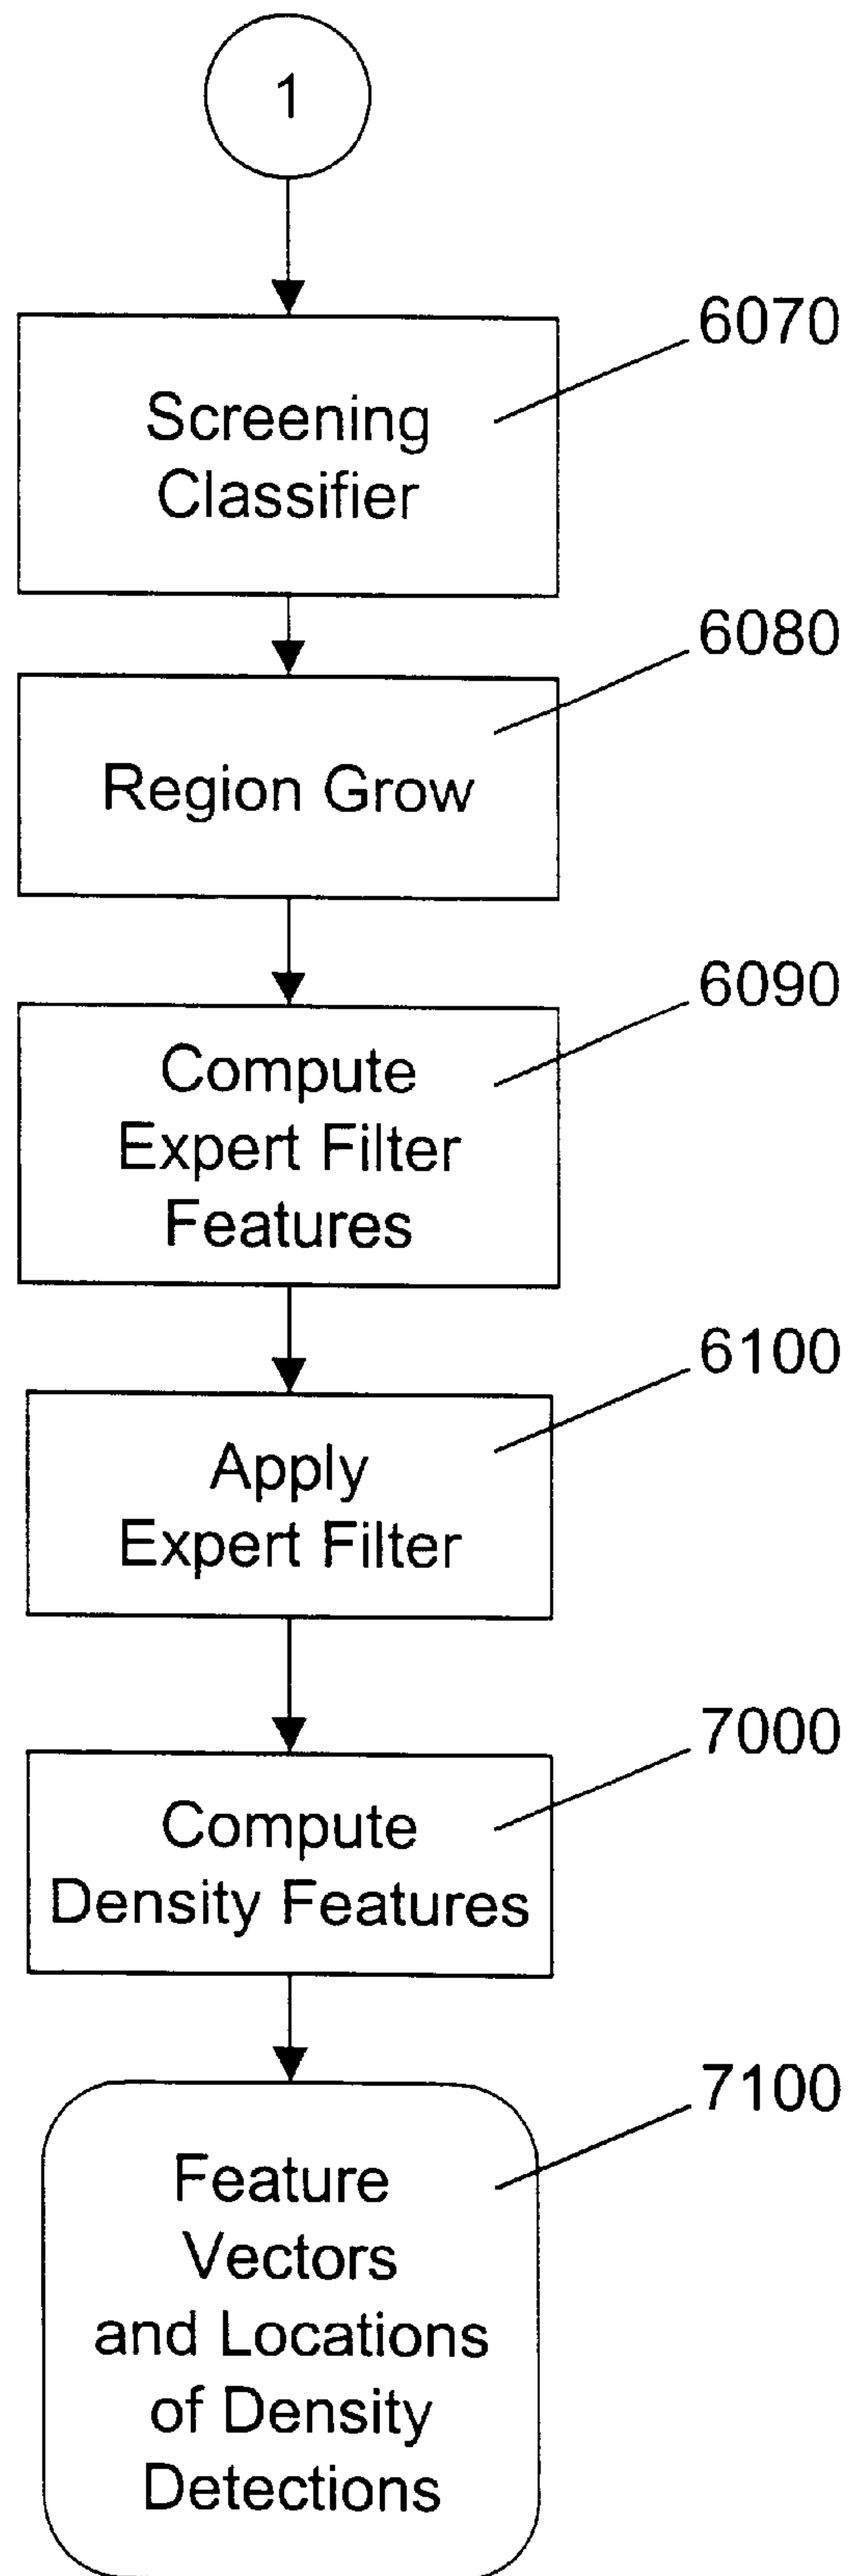 1
6070
Screening
Classifier
6080
Region Grow
6090
Compute
Expert Filter
Features
6100
Apply
Expert Filter
7000
Compute
Density Features
7100
Feature
Vectors
and Locations
of Density
Detections